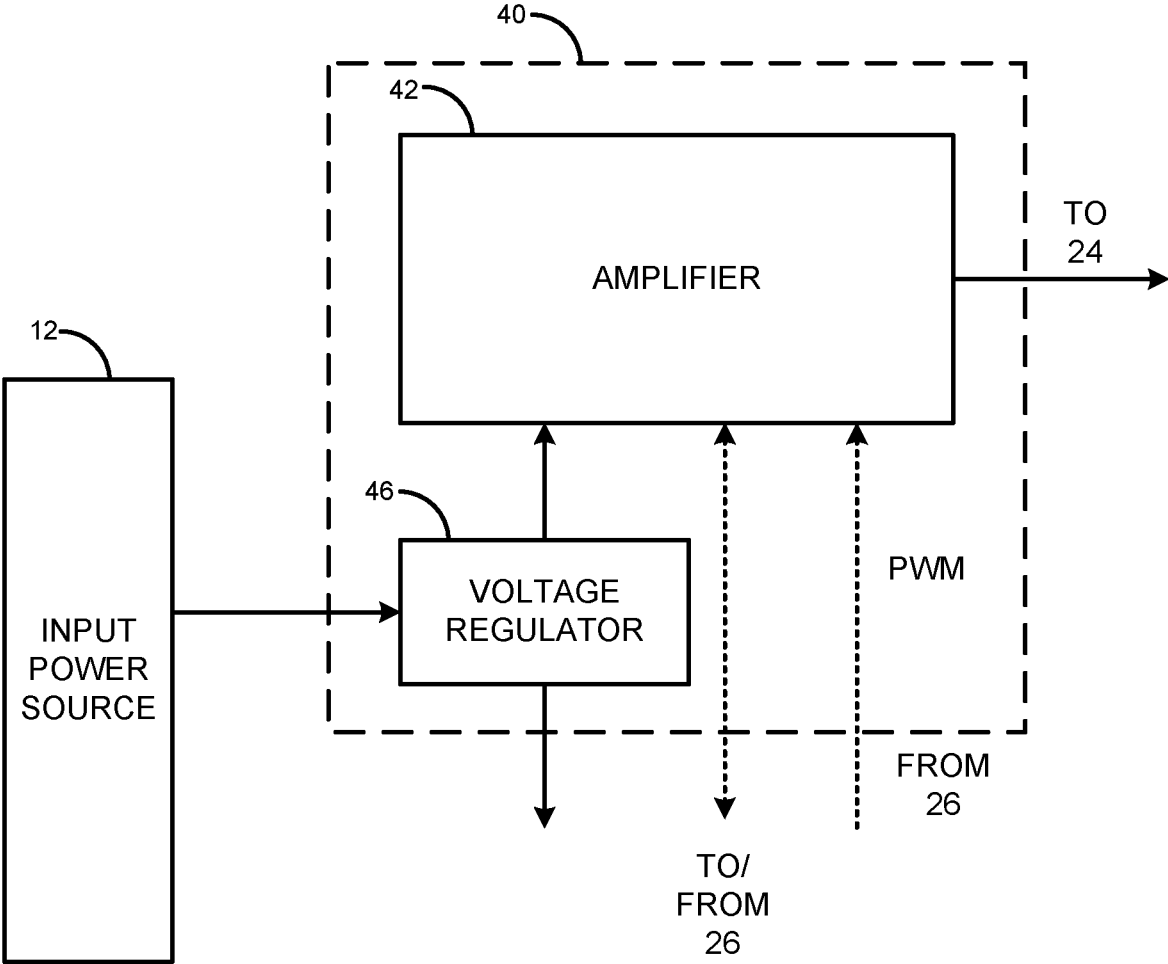 40
42
AMPLIFIER
TO
24
12
46
VOLTAGE
REGULATOR
PWM
INPUT
POWER
SOURCE
FROM
26
TO/
FROM
26